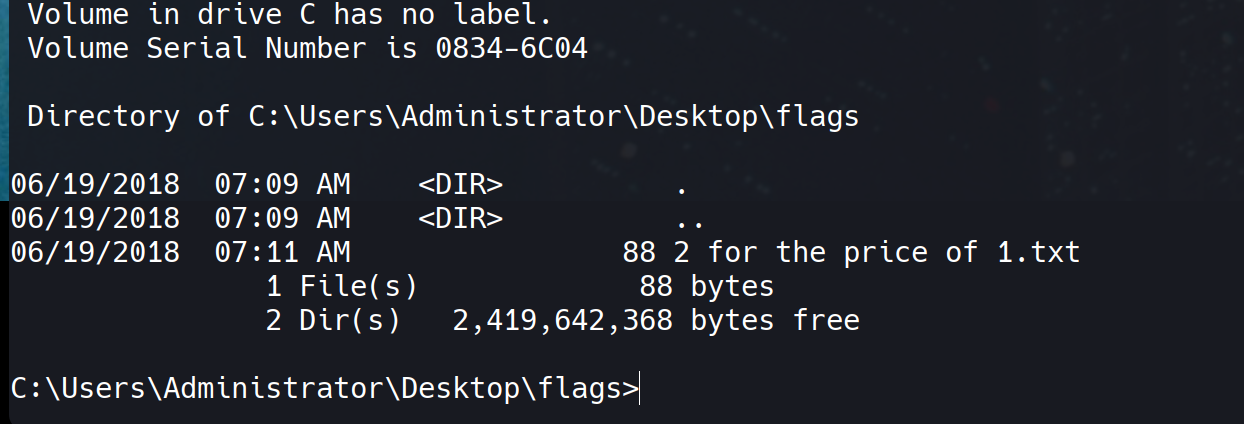 Volume in drive C has no label.
Volume Serial Number is 0834-6C04
Directory of C:\Users\Administrator\Desktop\flags
06/19/2018  07:09 AM    <DIR>          .
06/19/2018  07:09 AM    <DIR>          ..
06/19/2018  07:11 AM                88 2 for the price of 1.txt
               1 File(s)             88 bytes
               2 Dir(s)   2,419,642,368 bytes free
C:\Users\Administrator\Desktop\flags>